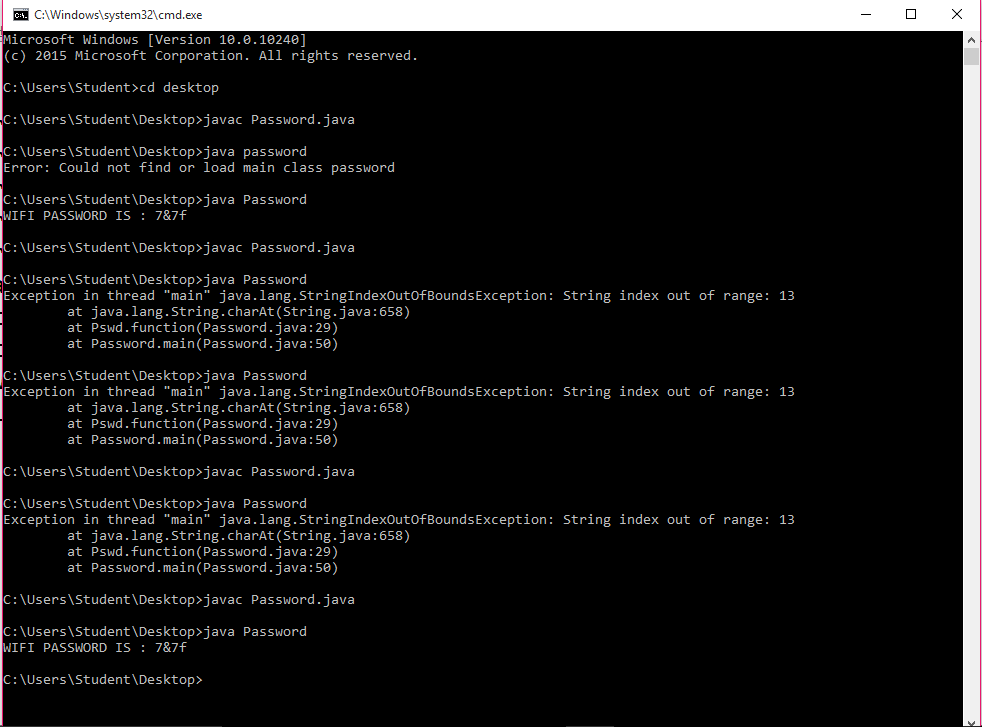 C:\Windows\system32\cmd.exe
Microsoft Windows [Version 10.0.10240]
(c) 2015 Microsoft Corporation. All rights reserved.
C:\Users\Student>cd desktop
C:\Users\Student\Desktop>javac Password.java
C:\Users\Student\Desktop>java password
Error: Could not find or load main class password
C:\Users\Student\Desktop>java Password
WIFI PASSWORD IS : 7&7f
C:\Users\Student\Desktop>javac Password.java
C:\Users\Student\Desktop>java Password
Exception in thread "main" java.lang.StringIndexOutOfBoundsException: String index out of range: 13
at java.lang.String.charAt(String.java:658)
at Pswd.function(Password.java:29)
at Password.main(Password.java:50)
C:\Users\Student\Desktop>java Password
Exception in thread "main" java.lang.StringIndexOutOfBoundsException: String index out of range: 13
at java.lang.String.charAt(String.java:658)
at Pswd.function(Password.java:29)
at Password.main(Password.java:50)
C:\Users\Student\Desktop>javac Password.java
C:\Users\Student\Desktop>java Password
Exception in thread "main" java.lang.StringIndexOutOfBoundsException: String index out of range: 13
at java.lang.String.charAt(String.java:658)
at Pswd.function(Password.java:29)
at Password.main(Password.java:50)
C:\Users\Student\Desktop>javac Password.java
C:\Users\Student\Desktop>java Password
WIFI PASSWORD IS : 7&7f
C:\Users\Student\Desktop>